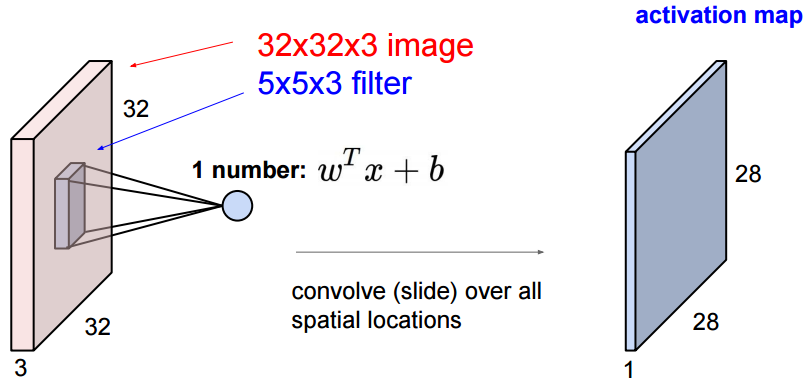 activation map
32x32x3 image
5x5x3 filter
32
1 number: w^T x + b
28
convolve (slide) over all
spatial locations
32
28
3
1